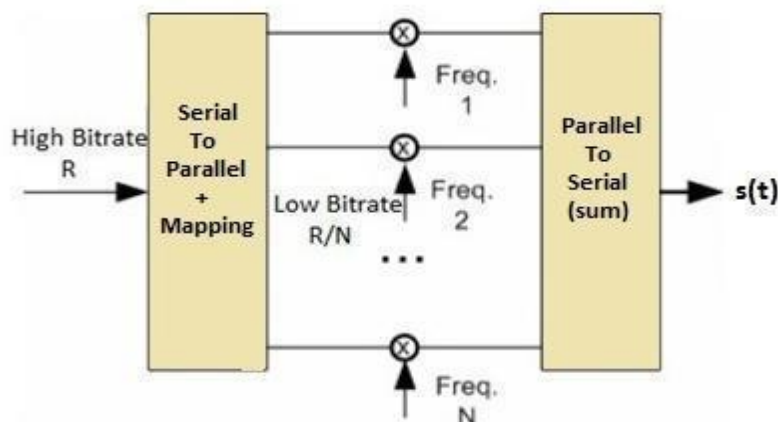 High Bitrate
R
Serial
To
Parallel
+
Mapping
Low Bitrate
R/N
X
Freq.
1
X
Freq.
2
...
X
Freq.
N
Parallel
To
Serial
(sum)
s(t)